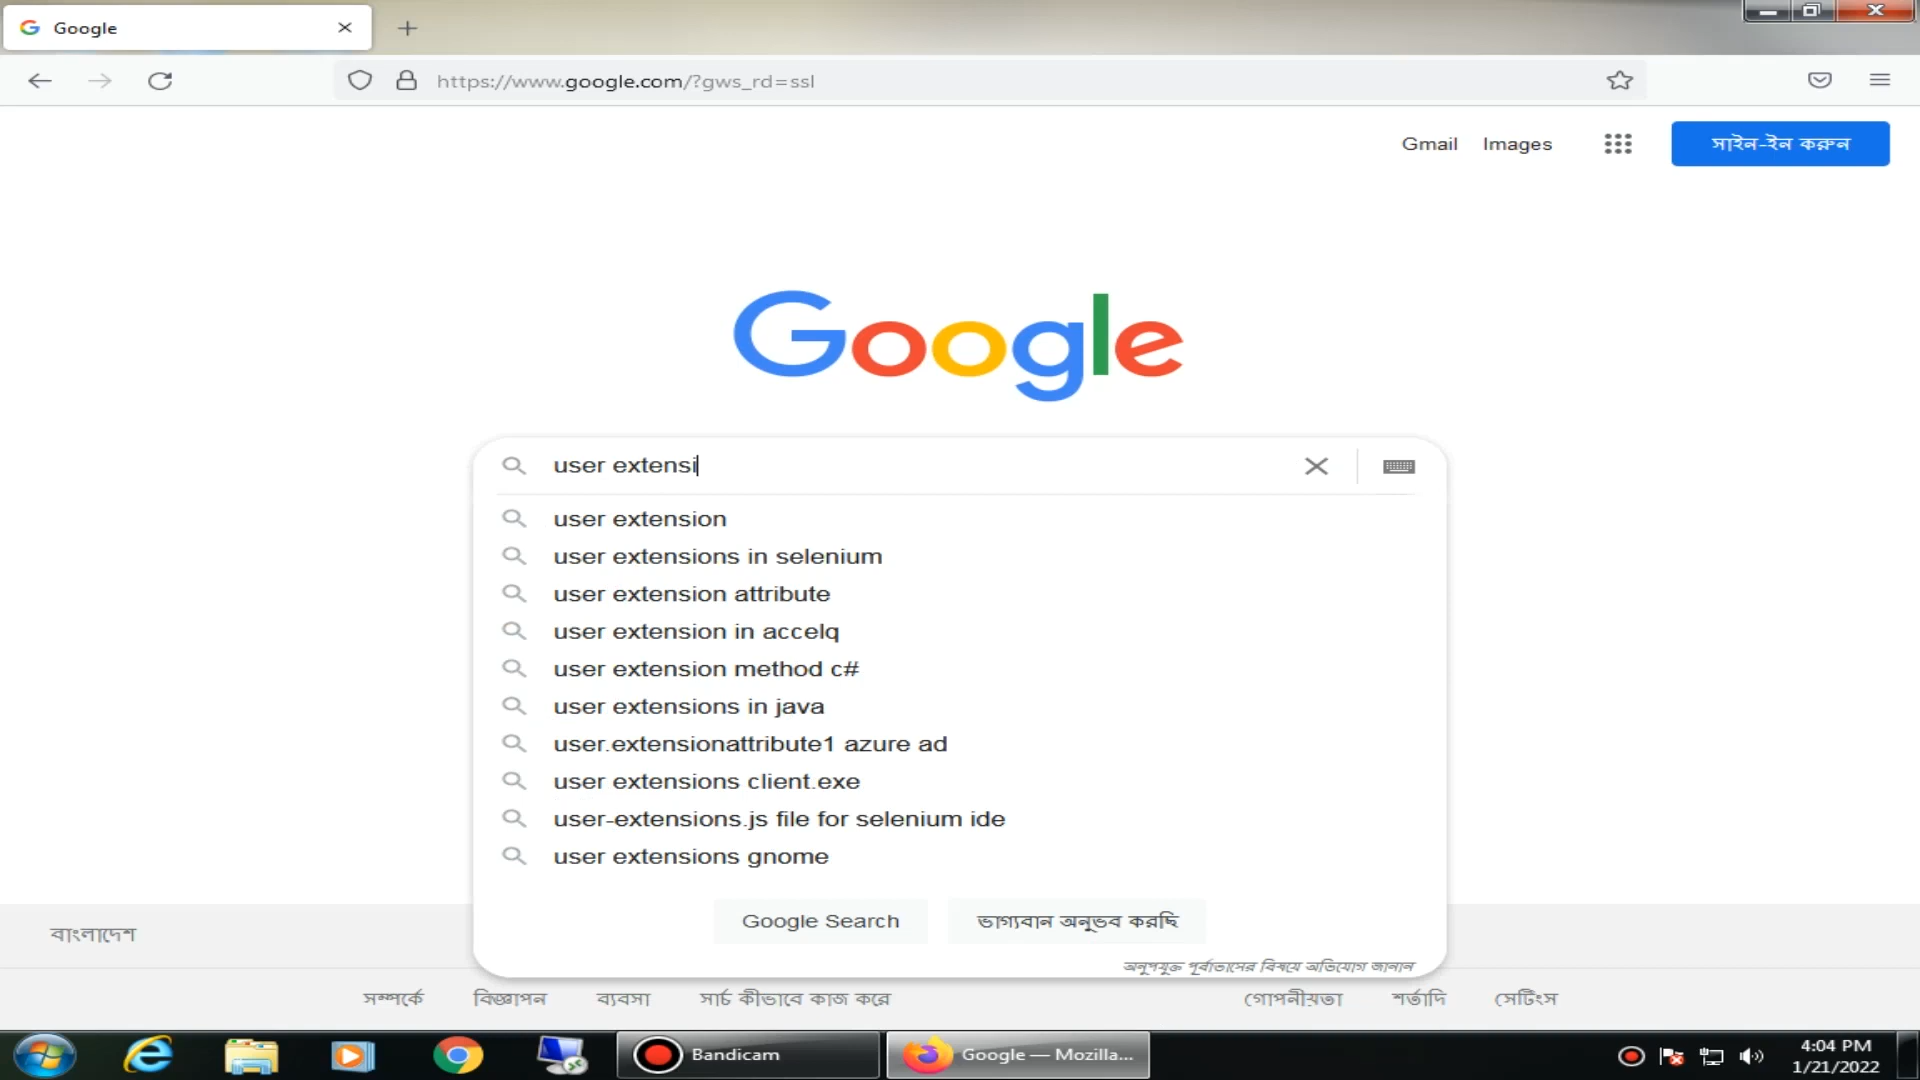 Google
https://www.google.com/?gws_rd=ssl
Gmail Images সাইন-ইন করুন
Google
user extensi
user extension
user extensions in selenium
user extension attribute
user extension in accelq
user extension method c#
user extensions in java
user.extensionattribute1 azure ad
user extensions client.exe
user-extensions.js file for selenium ide
user extensions gnome
Google Search ভাগ্যবান অনুভব করছি
অনুপযুক্ত পূর্বাভাসের বিষয়ে অভিযোগ জানান
বাংলাদেশ
সম্পর্কে বিজ্ঞাপন ব্যবসা সার্চ কীভাবে কাজ করে গোপনীয়তা শর্তাদি সেটিংস
Bandicam Google — Mozilla... 4:04 PM
1/21/2022